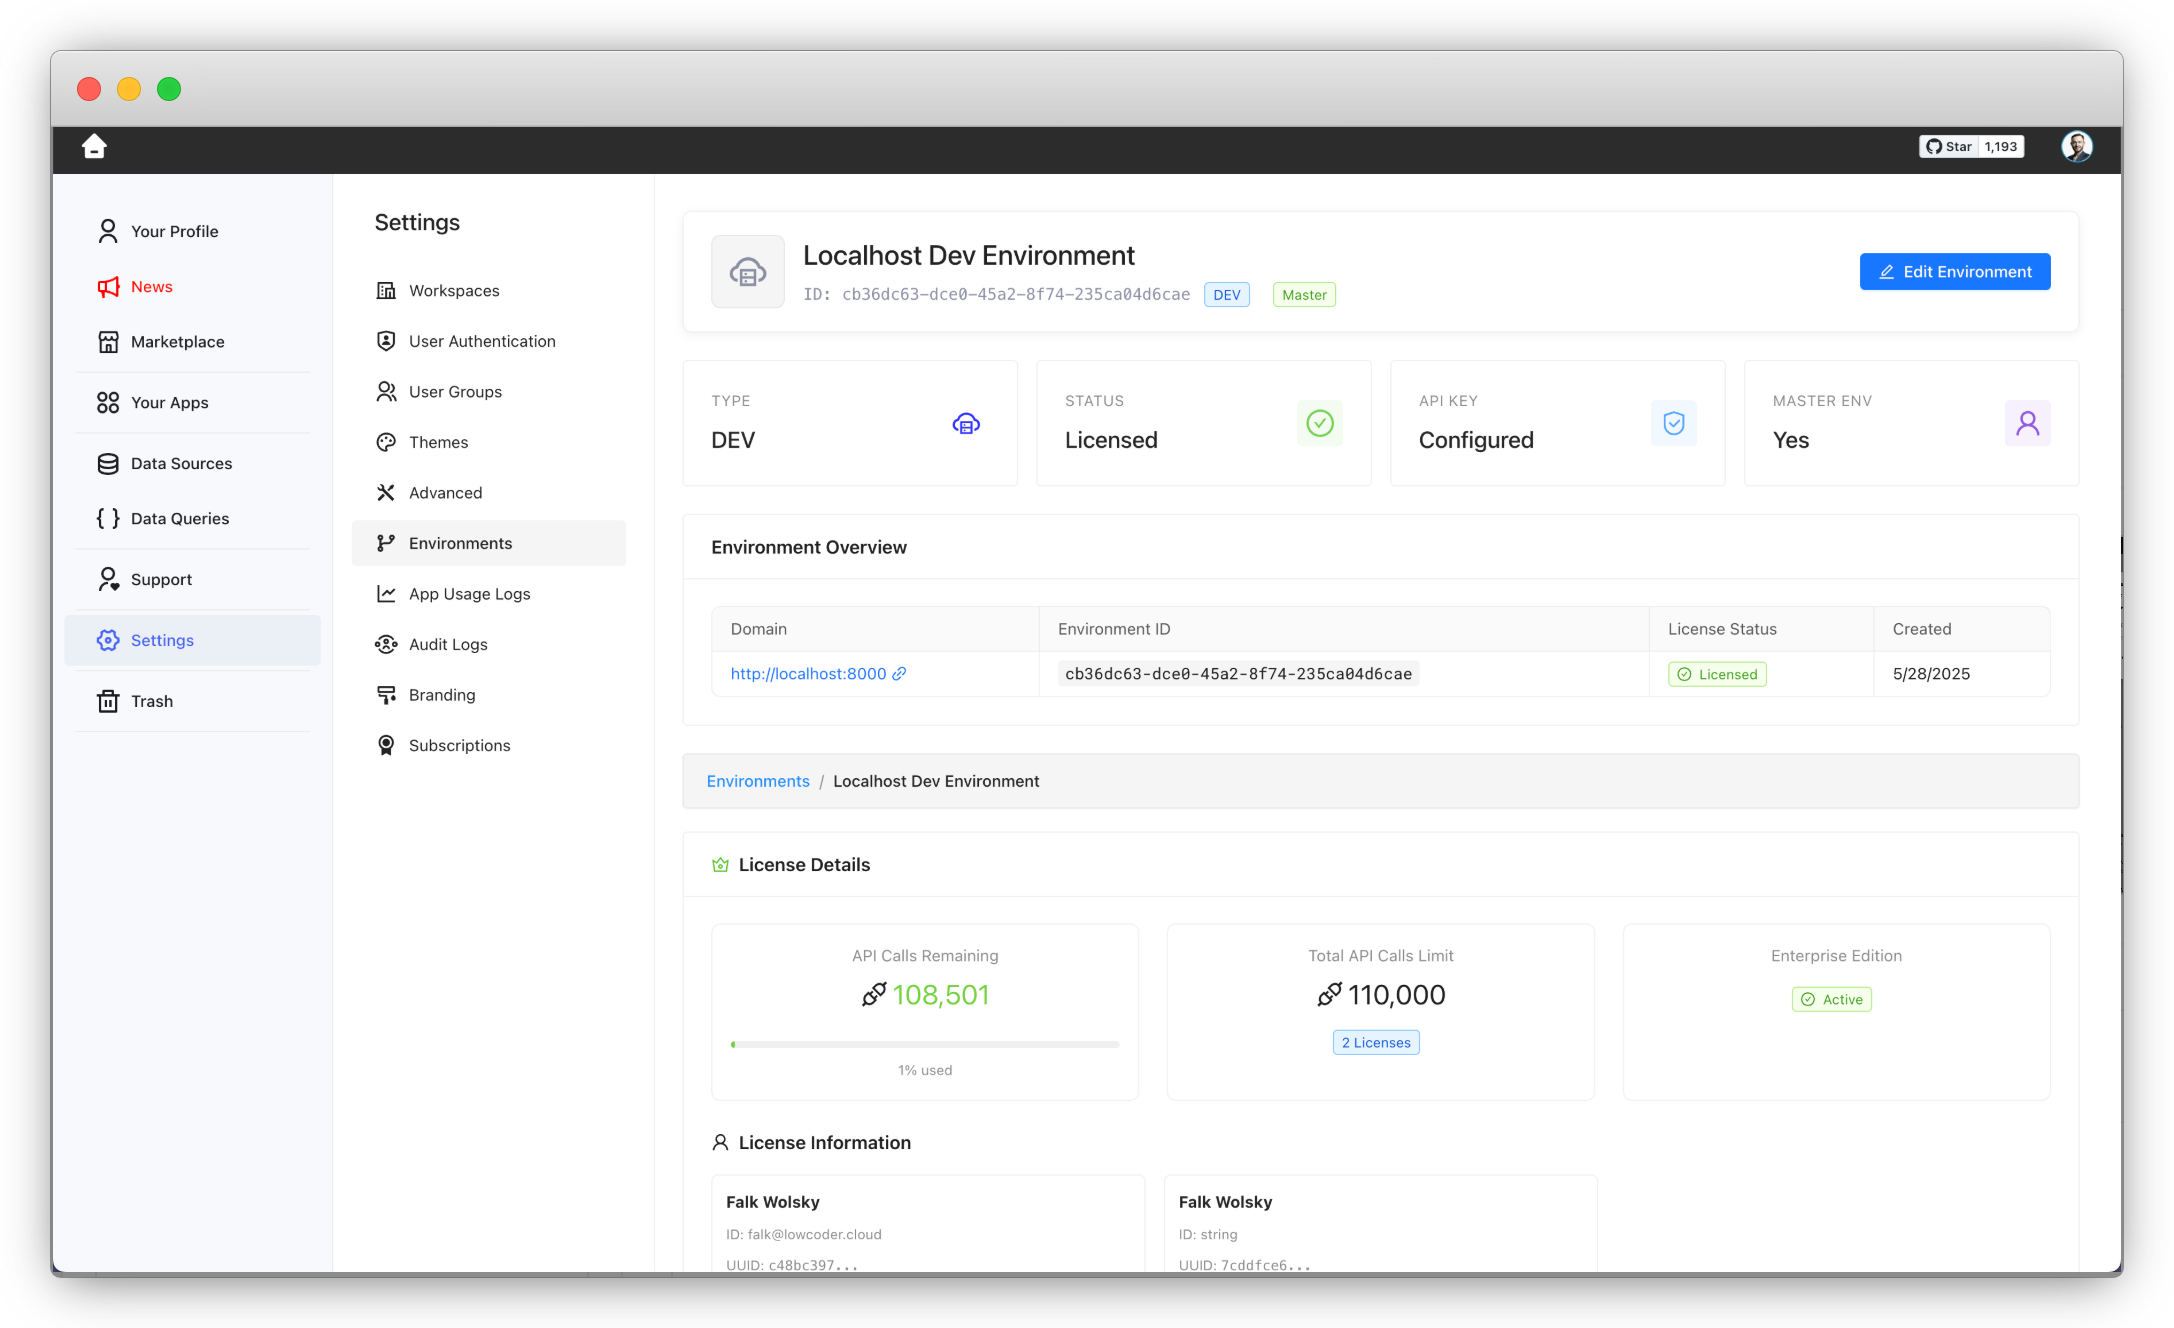 Star 1,193
Your Profile
News
Marketplace
Your Apps
Data Sources
Data Queries
Support
Settings
Trash
Settings
Workspaces
User Authentication
User Groups
Themes
Advanced
Environments
App Usage Logs
Audit Logs
Branding
Subscriptions
Localhost Dev Environment
ID: cb36dc63-dce0-45a2-8f74-235ca04d6cae DEV Master
Edit Environment
TYPE
DEV
STATUS
Licensed
API KEY
Configured
MASTER ENV
Yes
Environment Overview
Domain Environment ID License Status Created
http://localhost:8000 cb36dc63-dce0-45a2-8f74-235ca04d6cae Licensed 5/28/2025
Environments / Localhost Dev Environment
License Details
API Calls Remaining
108,501
1% used
Total API Calls Limit
110,000
2 Licenses
Enterprise Edition
Active
License Information
Falk Wolsky
ID: falk@lowcoder.cloud
UUID: c48bc397...
Falk Wolsky
ID: string
UUID: 7cddfce6...